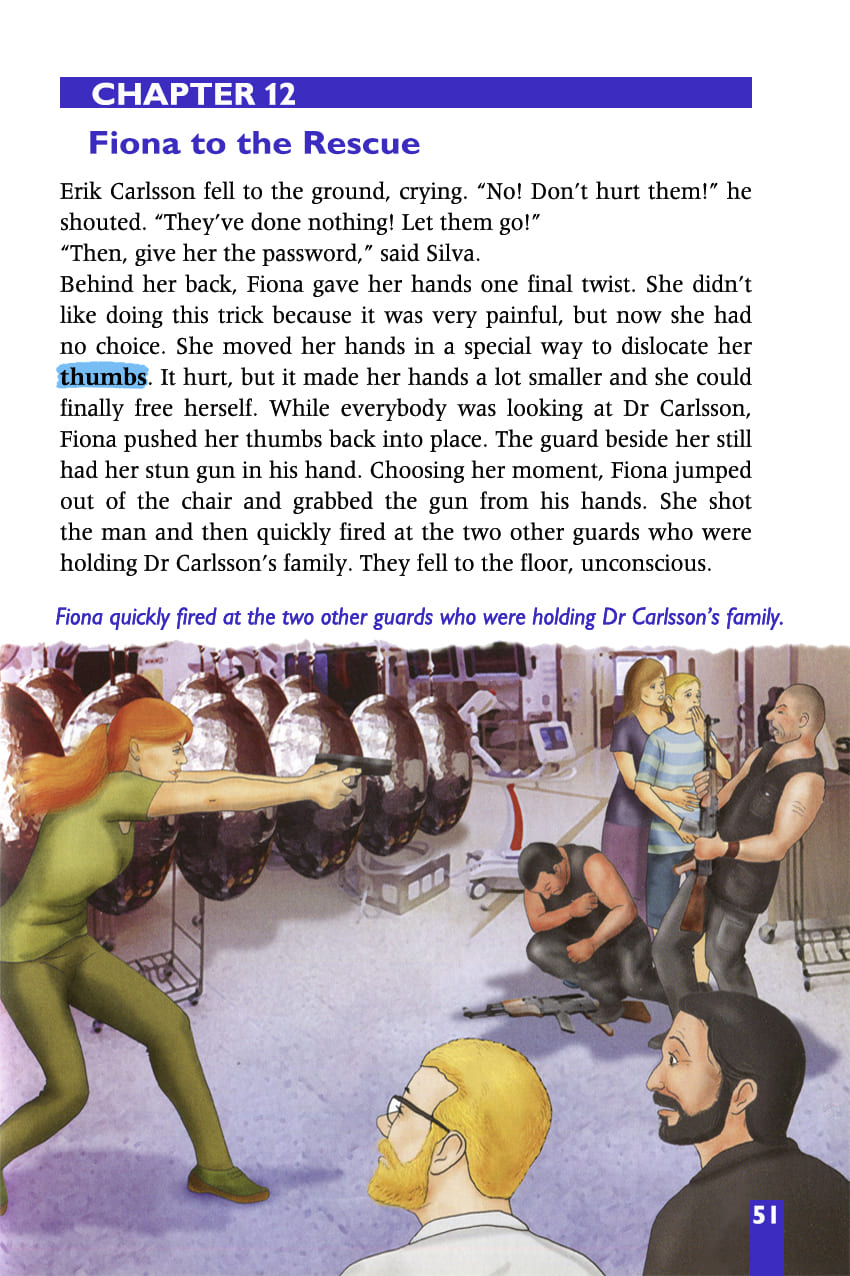 CHAPTER 12
Fiona to the Rescue
Erik Carlsson fell to the ground, crying. “No! Don’t hurt them!” he
shouted. “They’ve done nothing! Let them go!”
“Then, give her the password,” said Silva.
Behind her back, Fiona gave her hands one final twist. She didn’t
like doing this trick because it was very painful, but now she had
no choice. She moved her hands in a special way to dislocate her
thumbs. It hurt, but it made her hands a lot smaller and she could
finally free herself. While everybody was looking at Dr Carlsson,
Fiona pushed her thumbs back into place. The guard beside her still
had her stun gun in his hand. Choosing her moment, Fiona jumped
out of the chair and grabbed the gun from his hands. She shot
the man and then quickly fired at the two other guards who were
holding Dr Carlsson’s family. They fell to the floor, unconscious.
Fiona quickly fired at the two other guards who were holding Dr Carlsson’s family.
51